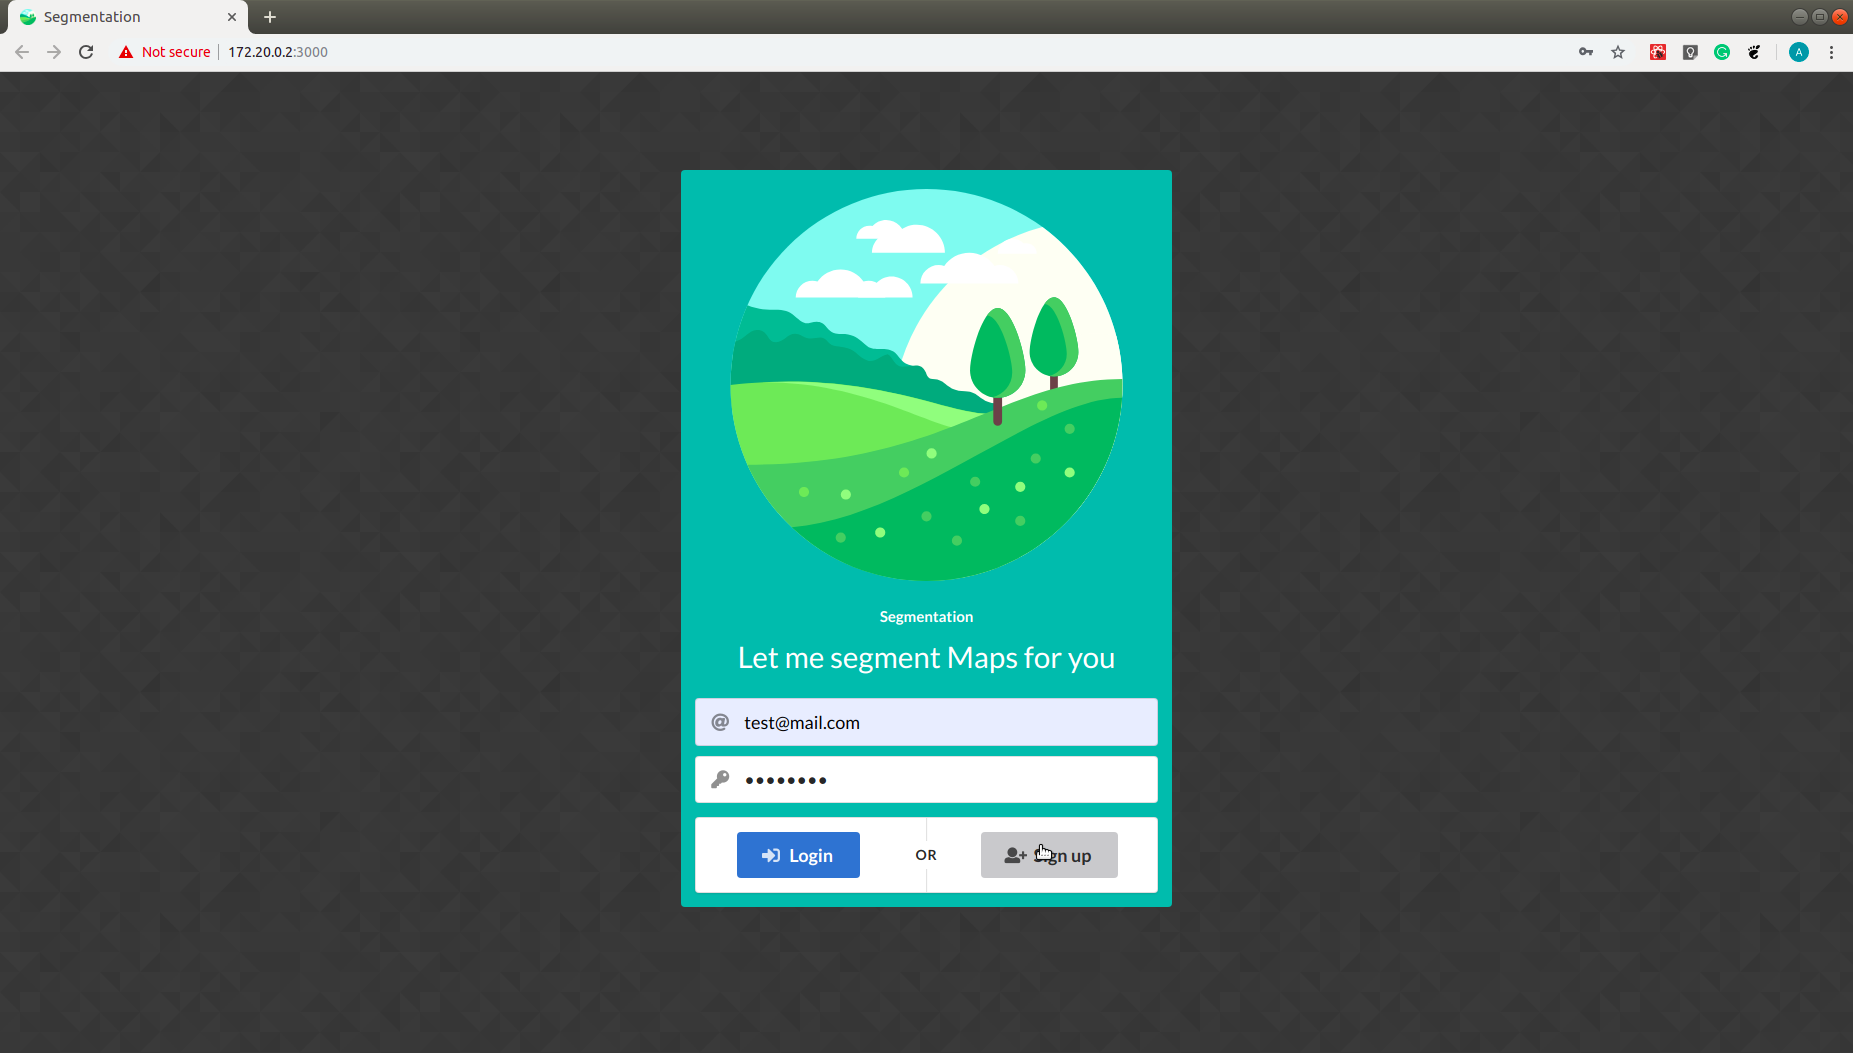 Segmentation
Not secure
172.20.0.2:3000
A
Segmentation
Let me segment Maps for you
test@mail.com
••••••••
Login
OR
Sign up